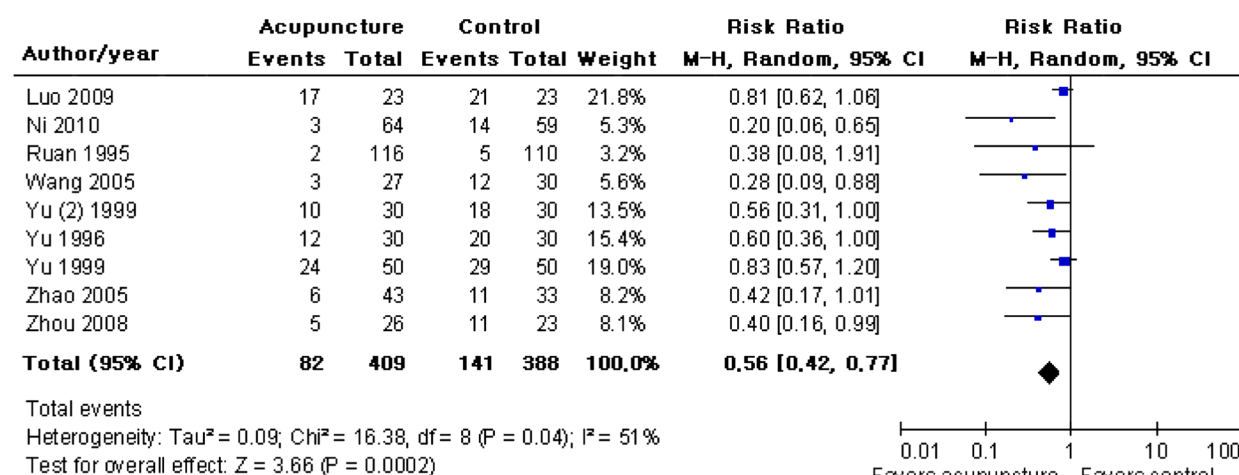 Acupuncture Control Risk Ratio Risk Ratio
Author/year Events Total Events Total Weight M-H, Random, 95% CI M-H, Random, 95% CI
Luo 2009 17 23 21 23 21.8% 0.81 [0.62, 1.06]
Ni 2010 3 64 14 59 5.3% 0.20 [0.06, 0.65]
Ruan 1995 2 116 5 110 3.2% 0.38 [0.08, 1.91]
Wang 2005 3 27 12 30 5.6% 0.28 [0.09, 0.88]
Yu (2) 1999 10 30 18 30 13.5% 0.56 [0.31, 1.00]
Yu 1996 12 30 20 30 15.4% 0.60 [0.36, 1.00]
Yu 1999 24 50 29 50 19.0% 0.83 [0.57, 1.20]
Zhao 2005 6 43 11 33 8.2% 0.42 [0.17, 1.01]
Zhou 2008 5 26 11 23 8.1% 0.40 [0.16, 0.99]
Total (95% CI) 82 409 141 388 100.0% 0.56 [0.42, 0.77]
Total events
Heterogeneity: Tau² = 0.09; Chi² = 16.38, df = 8 (P = 0.04); I² = 51%
0.01 0.1 1 10 100
Test for overall effect: Z = 3.66 (P = 0.0002)
Favors acupuncture Favors control